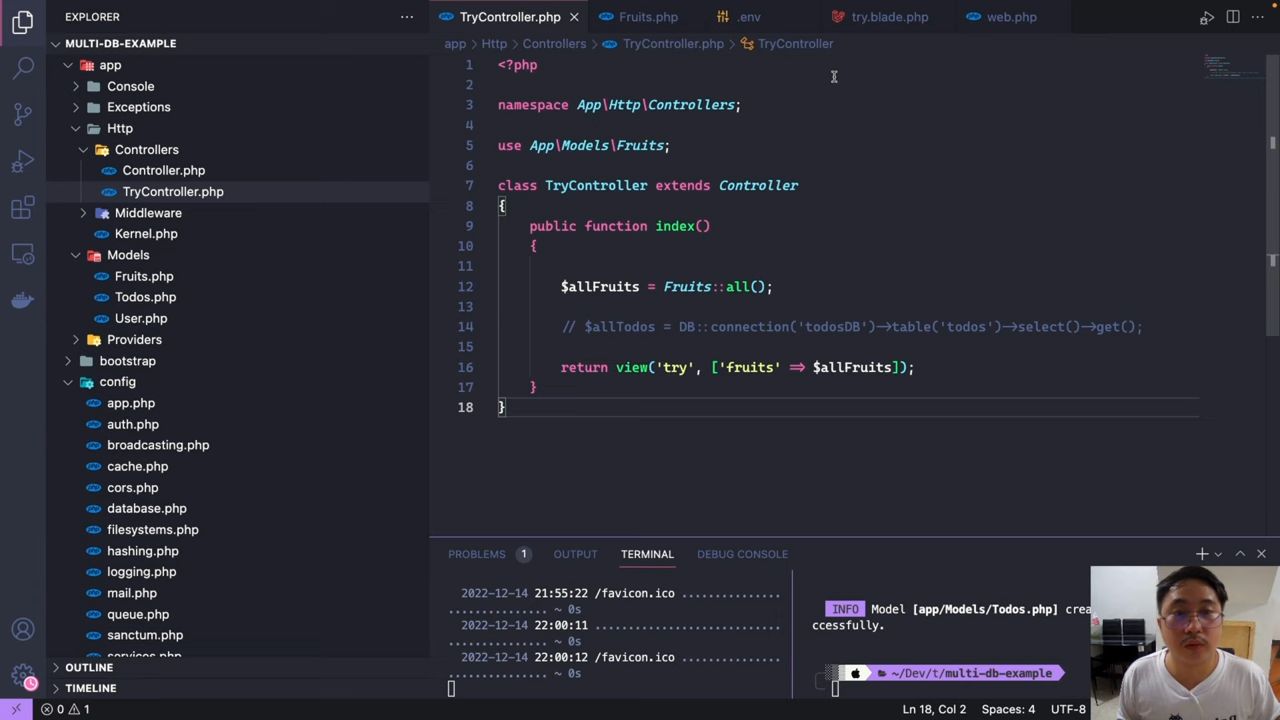 EXPLORER
MULTI-DB-EXAMPLE
app
Console
Exceptions
Http
Controllers
Controller.php
TryController.php
Middleware
Kernel.php
Models
Fruits.php
Todos.php
User.php
Providers
bootstrap
config
app.php
auth.php
broadcasting.php
cache.php
cors.php
database.php
filesystems.php
hashing.php
logging.php
mail.php
queue.php
sanctum.php
services.php
OUTLINE
TIMELINE
TryController.php Fruits.php .env try.blade.php web.php
app > Http > Controllers > TryController.php > TryController
1 <?php
2
3 namespace App\Http\Controllers;
4
5 use App\Models\Fruits;
6
7 class TryController extends Controller
8 {
9 public function index()
10 {
11
12 $allFruits = Fruits::all();
13
14 // $allTodos = DB::connection('todosDB')->table('todos')->select()->get();
15
16 return view('try', ['fruits' => $allFruits]);
17 }
18 }
PROBLEMS 1 OUTPUT TERMINAL DEBUG CONSOLE
2022-12-14 21:55:22 /favicon.ico ...............
............... ~ 0s
2022-12-14 22:00:11 ...........................
............... ~ 0s
2022-12-14 22:00:12 /favicon.ico ...............
............... ~ 0s
INFO Model [app/Models/Todos.php] crea
ccessfully.
~/Dev/t/multi-db-example
0 1 Ln 18, Col 2 Spaces: 4 UTF-8